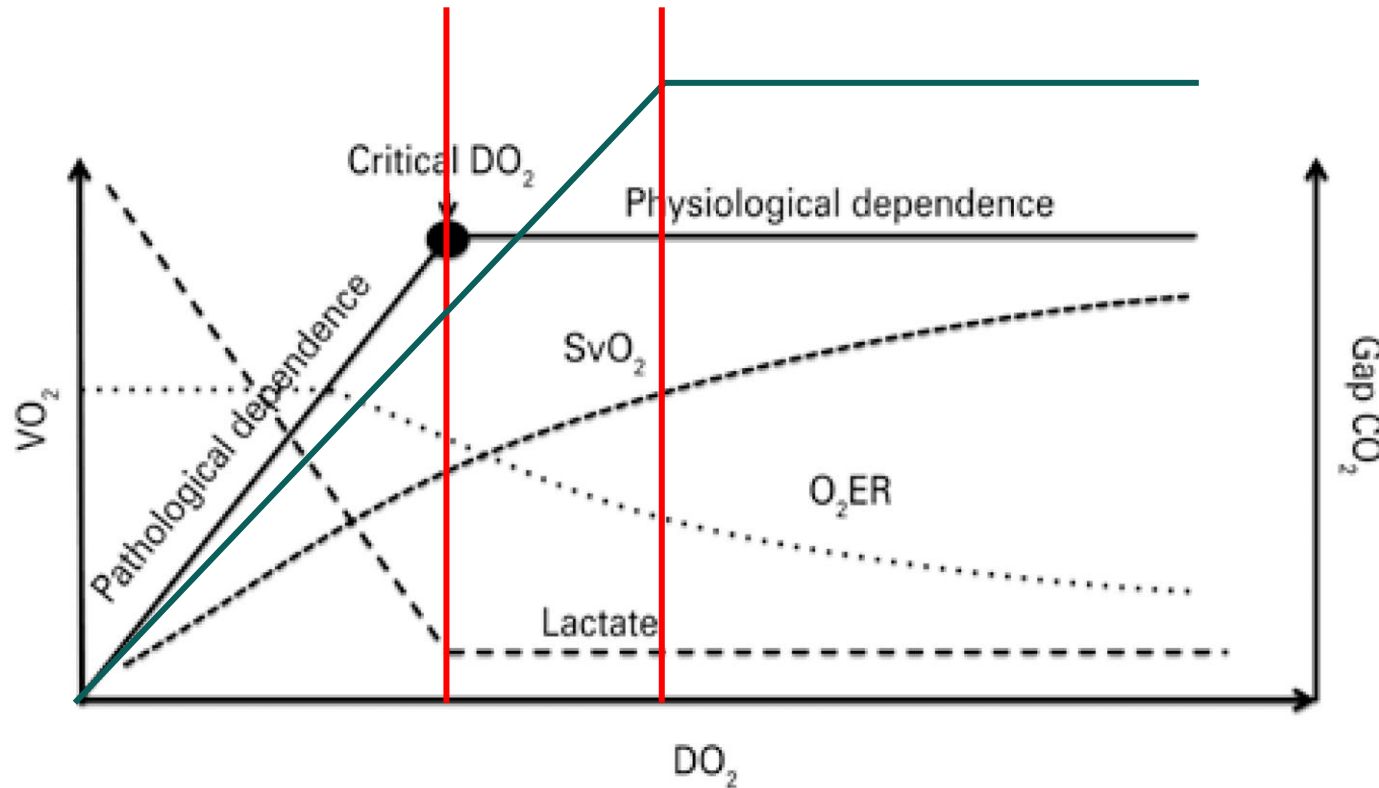 Critical DO₂
Physiological dependence
Pathological dependence
SvO₂
VO₂
Gap CO₂
O₂ER
Lactate
DO₂